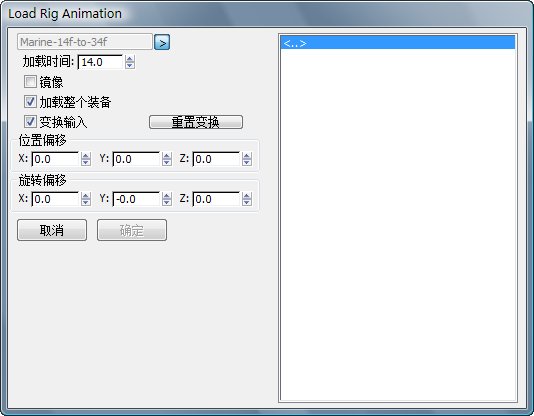 Load Rig Animation
Marine-14f-to-34f >
<..>
加载时间: 14.0
镜像
加载整个装备
变换输入 重置变换
位置偏移
X: 0.0 Y: 0.0 Z: 0.0
旋转偏移
X: 0.0 Y: -0.0 Z: 0.0
取消 确定